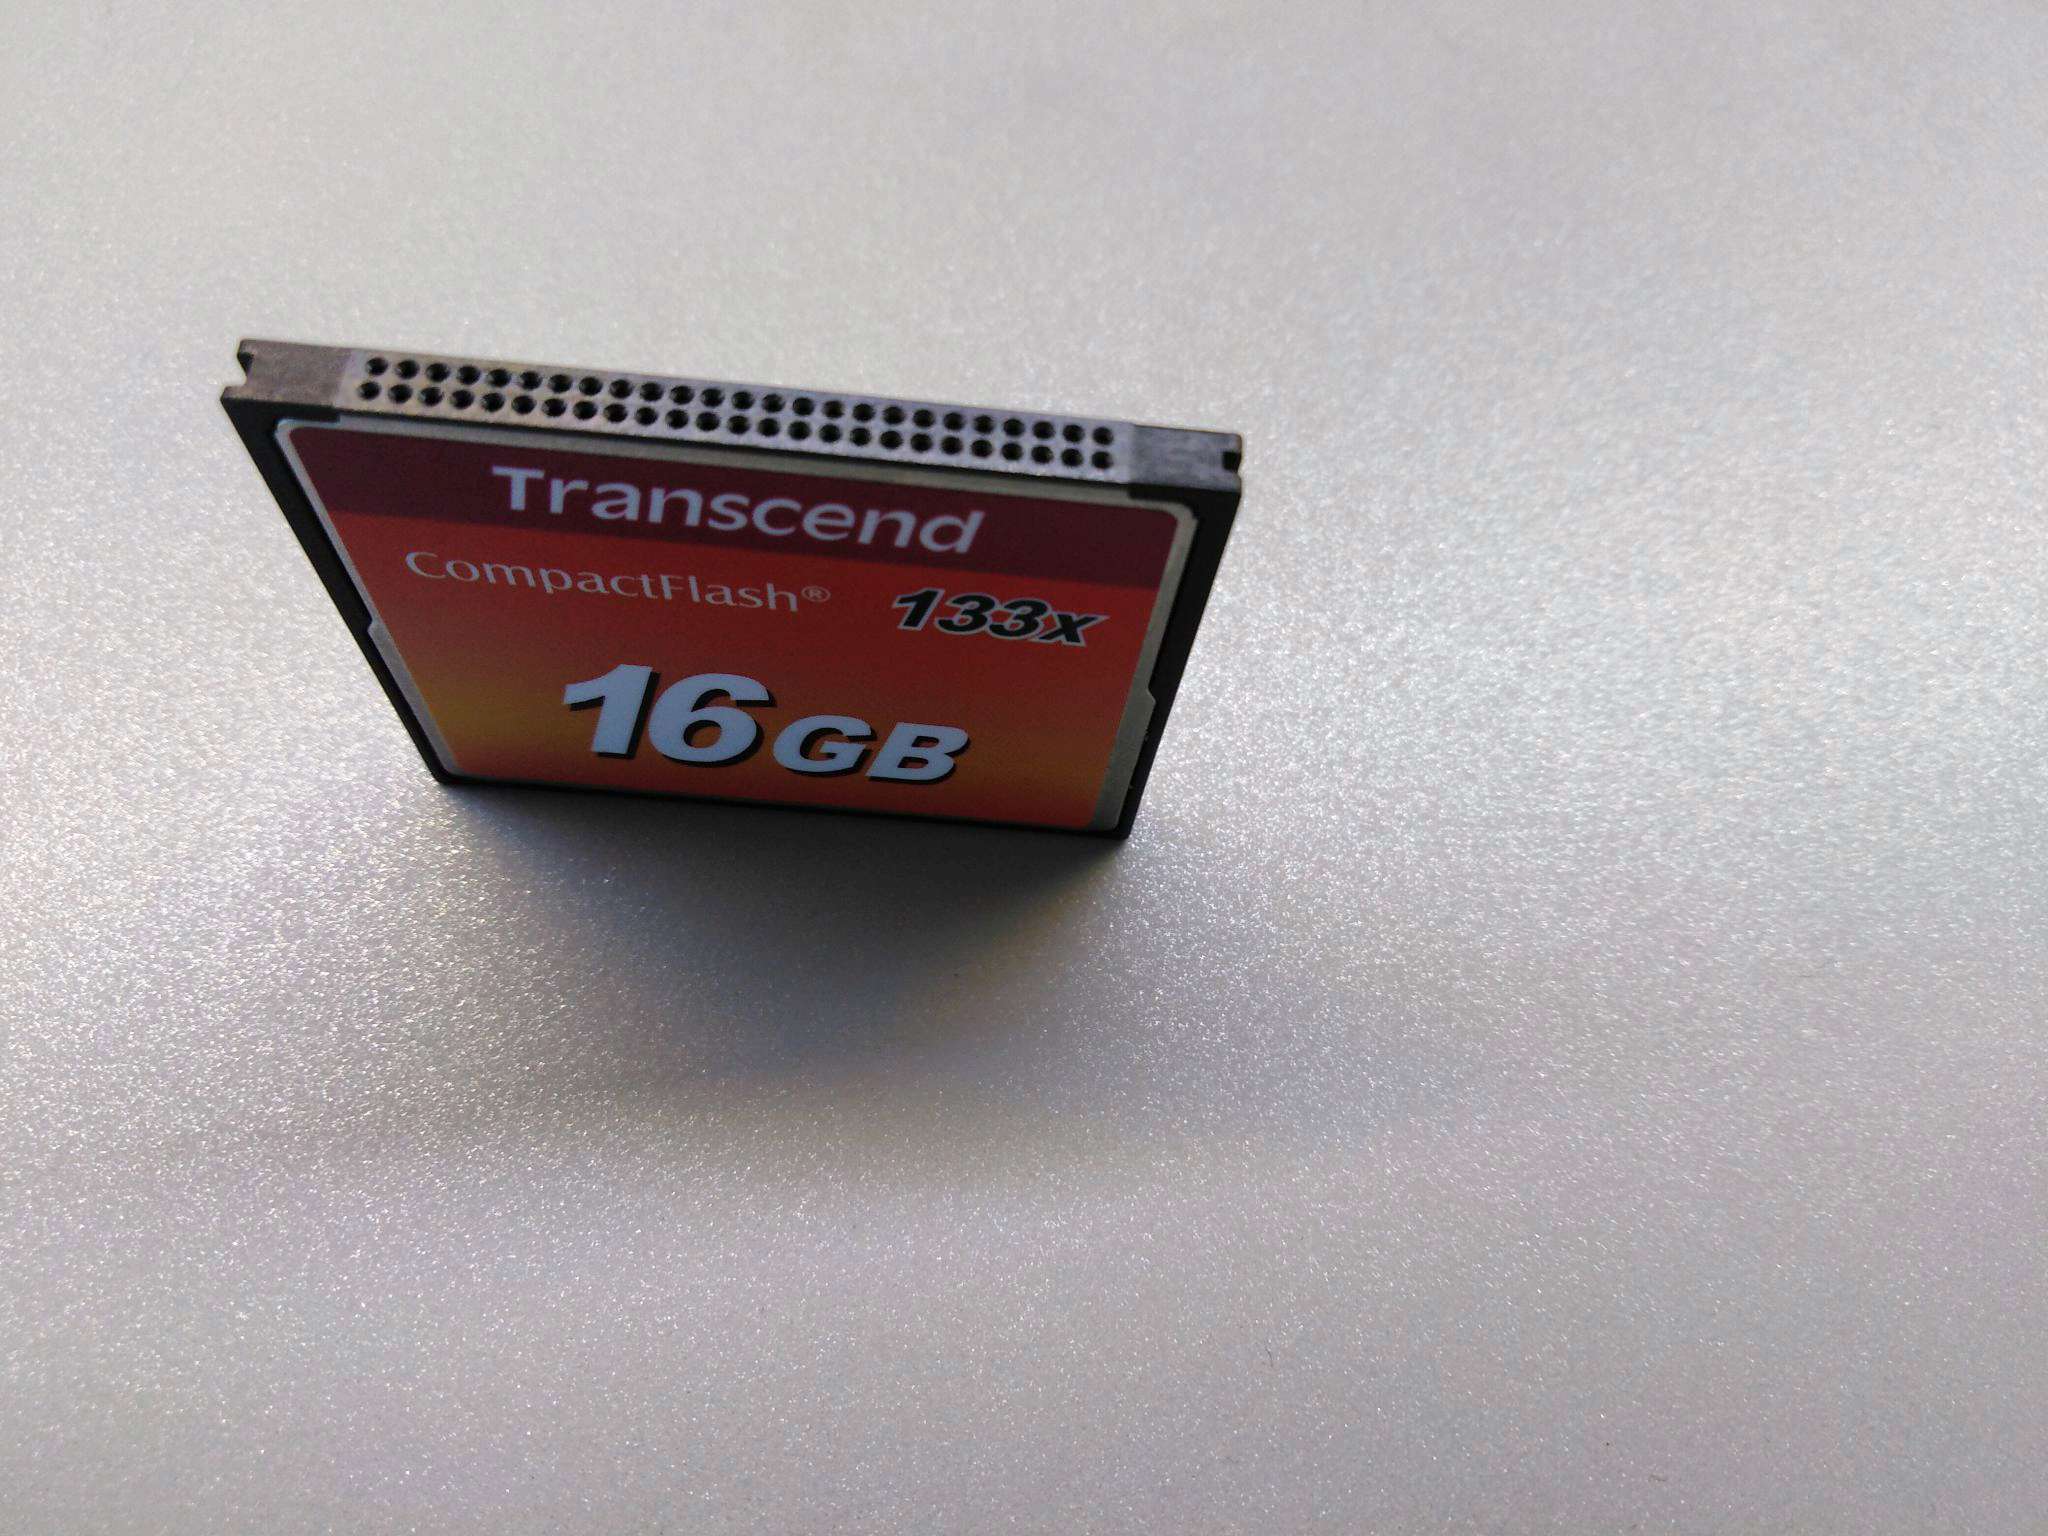 Transcend
CompactFlash® 133x
16GB